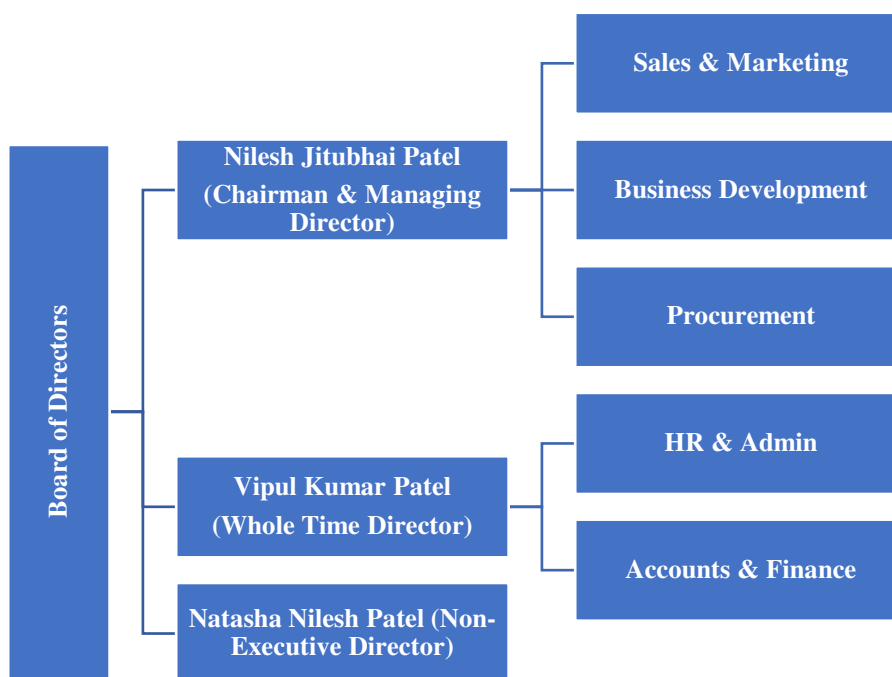 Board of Directors
Nilesh Jitubhai Patel
(Chairman & Managing
Director)
Sales & Marketing
Business Development
Procurement
Vipul Kumar Patel
(Whole Time Director)
HR & Admin
Accounts & Finance
Natasha Nilesh Patel (Non-
Executive Director)